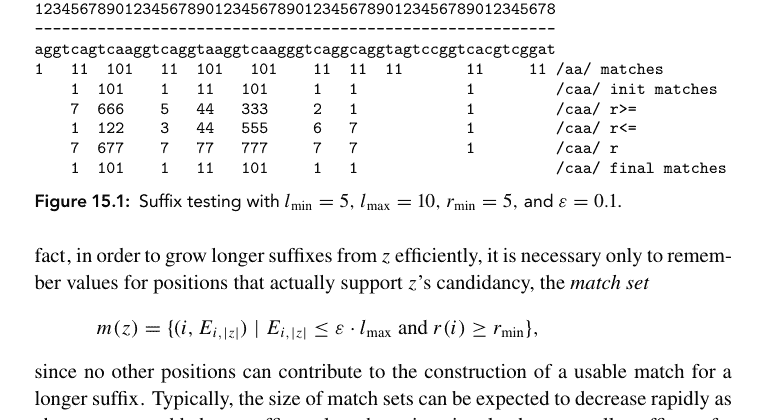 1234567890123456789012345678901234567890123456789012345678
----------------------------------------------------------
aggtcagtcaaggtcaggtaaggtcaagggtcaggcaggtagtccggtcacgtcggat
1   11  101   11  101   101    11  11  11       11     11 /aa/ matches
    1  101    1   11   101     1   1            1         /caa/ init matches
    7  666    5   44   333     2   1            1         /caa/ r>=
    1  122    3   44   555     6   7            1         /caa/ r<=
    7  677    7   77   777     7   7            1         /caa/ r
    1  101    1   11   101     1   1                      /caa/ final matches
Figure 15.1: Suffix testing with l_min = 5, l_max = 10, r_min = 5, and ε = 0.1.
fact, in order to grow longer suffixes from z efficiently, it is necessary only to remem-
ber values for positions that actually support z's candidancy, the match set
m(z) = {(i, E_i,|z|) | E_i,|z| ≤ ε · l_max and r(i) ≥ r_min},
since no other positions can contribute to the construction of a usable match for a
longer suffix. Typically, the size of match sets can be expected to decrease rapidly as